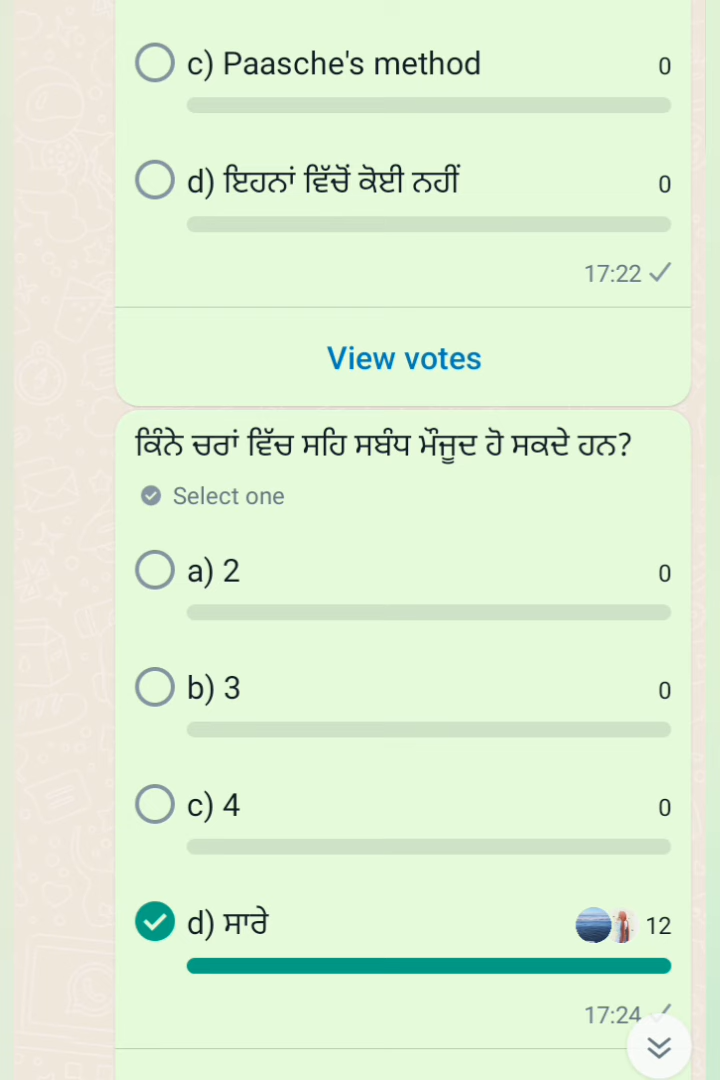 c) Paasche's method 0
d) ਇਹਨਾਂ ਵਿੱਚੋਂ ਕੋਈ ਨਹੀਂ 0
17:22
View votes
ਕਿੰਨੇ ਚਰਾਂ ਵਿੱਚ ਸਹਿ ਸਬੰਧ ਮੌਜੂਦ ਹੋ ਸਕਦੇ ਹਨ?
Select one
a) 2 0
b) 3 0
c) 4 0
d) ਸਾਰੇ 12
17:24